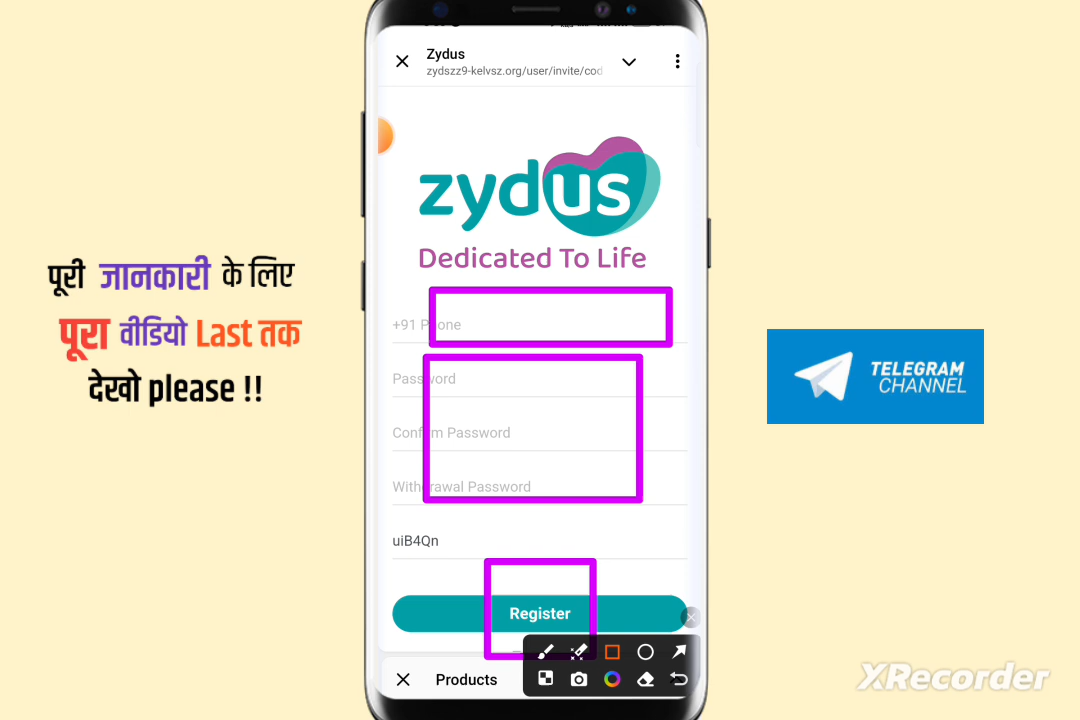 Zydus
zydszz9-kelvsz.org/user/invite/cod
zydus
Dedicated To Life
पूरी जानकारी के लिए
पूरा वीडियो Last तक
देखो please !!
+91 Phone
Password
Confirm Password
Withdrawal Password
uiB4Qn
Register
Products
TELEGRAM
CHANNEL
XRecorder